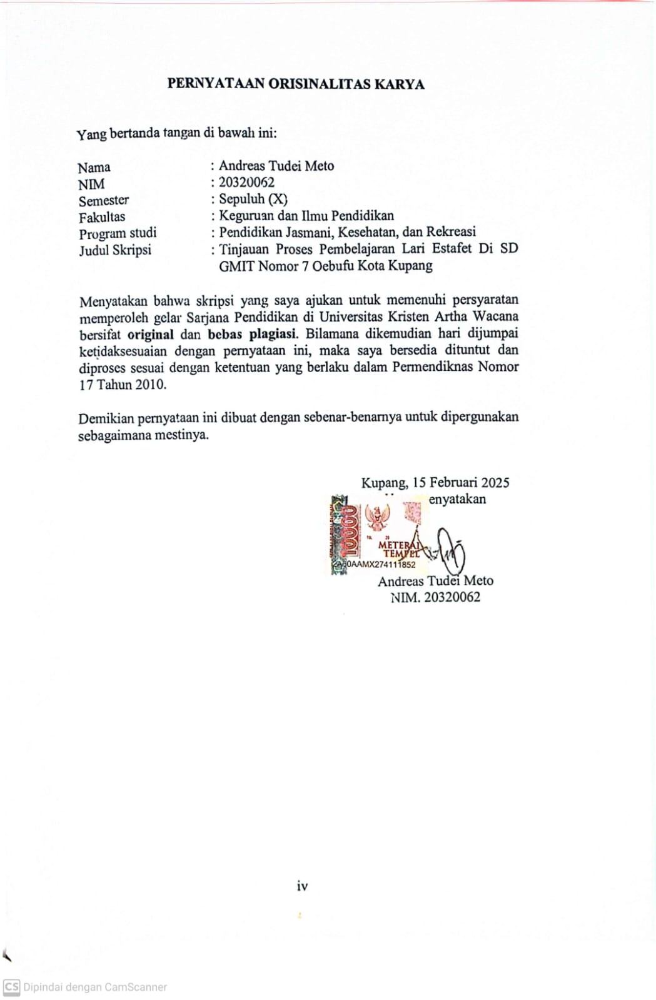 PERNYATAAN ORISINALITAS KARYA
Yang bertanda tangan di bawah ini:
Nama : Andreas Tudei Meto
NIM : 20320062
Semester : Sepuluh (X)
Fakultas : Keguruan dan Ilmu Pendidikan
Program studi : Pendidikan Jasmani, Kesehatan, dan Rekreasi
Judul Skripsi : Tinjauan Proses Pembelajaran Lari Estafet Di SD
GMIT Nomor 7 Oebufu Kota Kupang
Menyatakan bahwa skripsi yang saya ajukan untuk memenuhi persyaratan
memperoleh gelar Sarjana Pendidikan di Universitas Kristen Artha Wacana
bersifat original dan bebas plagiasi. Bilamana dikemudian hari dijumpai
ketidaksesuaian dengan pernyataan ini, maka saya bersedia dituntut dan
diproses sesuai dengan ketentuan yang berlaku dalam Permendiknas Nomor
17 Tahun 2010.
Demikian pernyataan ini dibuat dengan sebenar-benarnya untuk dipergunakan
sebagaimana mestinya.
Kupang, 15 Februari 2025
enyatakan
10000
TGL 20
METERAI
TEMPEL
0AAMX274111852
Andreas Tudei Meto
NIM. 20320062
iv
CS Dipindai dengan CamScanner